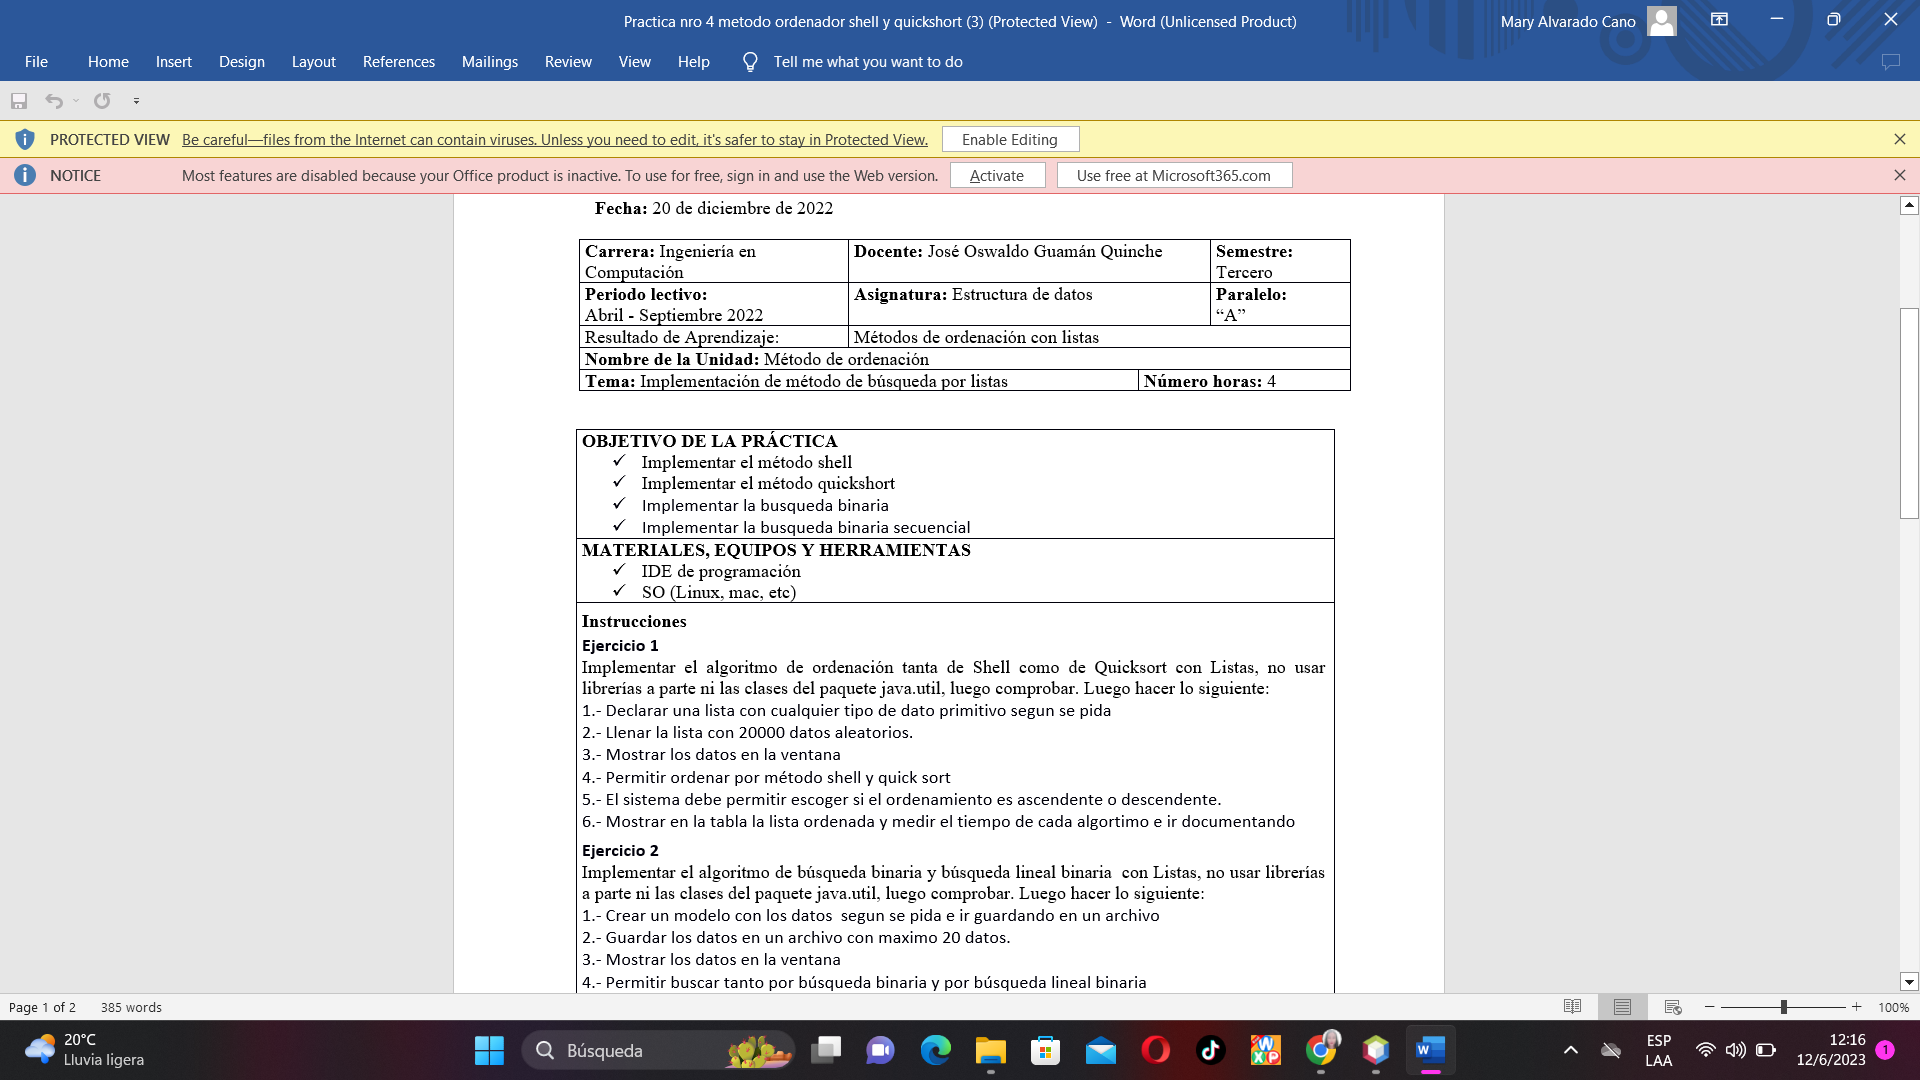 Practica nro 4 metodo ordenador shell y quickshort (3) (Protected View) - Word (Unlicensed Product)
Mary Alvarado Cano
File Home Insert Design Layout References Mailings Review View Help Tell me what you want to do
PROTECTED VIEW Be careful—files from the Internet can contain viruses. Unless you need to edit, it's safer to stay in Protected View. Enable Editing
NOTICE Most features are disabled because your Office product is inactive. To use for free, sign in and use the Web version. Activate Use free at Microsoft365.com
Fecha: 20 de diciembre de 2022
Carrera: Ingeniería en Docente: José Oswaldo Guamán Quinche Semestre:
Computación Tercero
Periodo lectivo: Asignatura: Estructura de datos Paralelo:
Abril - Septiembre 2022 “A”
Resultado de Aprendizaje: Métodos de ordenación con listas
Nombre de la Unidad: Método de ordenación
Tema: Implementación de método de búsqueda por listas Número horas: 4
OBJETIVO DE LA PRÁCTICA
✓ Implementar el método shell
✓ Implementar el método quickshort
✓ Implementar la busqueda binaria
✓ Implementar la busqueda binaria secuencial
MATERIALES, EQUIPOS Y HERRAMIENTAS
✓ IDE de programación
✓ SO (Linux, mac, etc)
Instrucciones
Ejercicio 1
Implementar el algoritmo de ordenación tanta de Shell como de Quicksort con Listas, no usar
librerías a parte ni las clases del paquete java.util, luego comprobar. Luego hacer lo siguiente:
1.- Declarar una lista con cualquier tipo de dato primitivo segun se pida
2.- Llenar la lista con 20000 datos aleatorios.
3.- Mostrar los datos en la ventana
4.- Permitir ordenar por método shell y quick sort
5.- El sistema debe permitir escoger si el ordenamiento es ascendente o descendente.
6.- Mostrar en la tabla la lista ordenada y medir el tiempo de cada algortimo e ir documentando
Ejercicio 2
Implementar el algoritmo de búsqueda binaria y búsqueda lineal binaria con Listas, no usar librerías
a parte ni las clases del paquete java.util, luego comprobar. Luego hacer lo siguiente:
1.- Crear un modelo con los datos segun se pida e ir guardando en un archivo
2.- Guardar los datos en un archivo con maximo 20 datos.
3.- Mostrar los datos en la ventana
4.- Permitir buscar tanto por búsqueda binaria y por búsqueda lineal binaria
Page 1 of 2 385 words
100%
20°C
Lluvia ligera
Búsqueda
ESP
LAA
12:16
12/6/2023
1